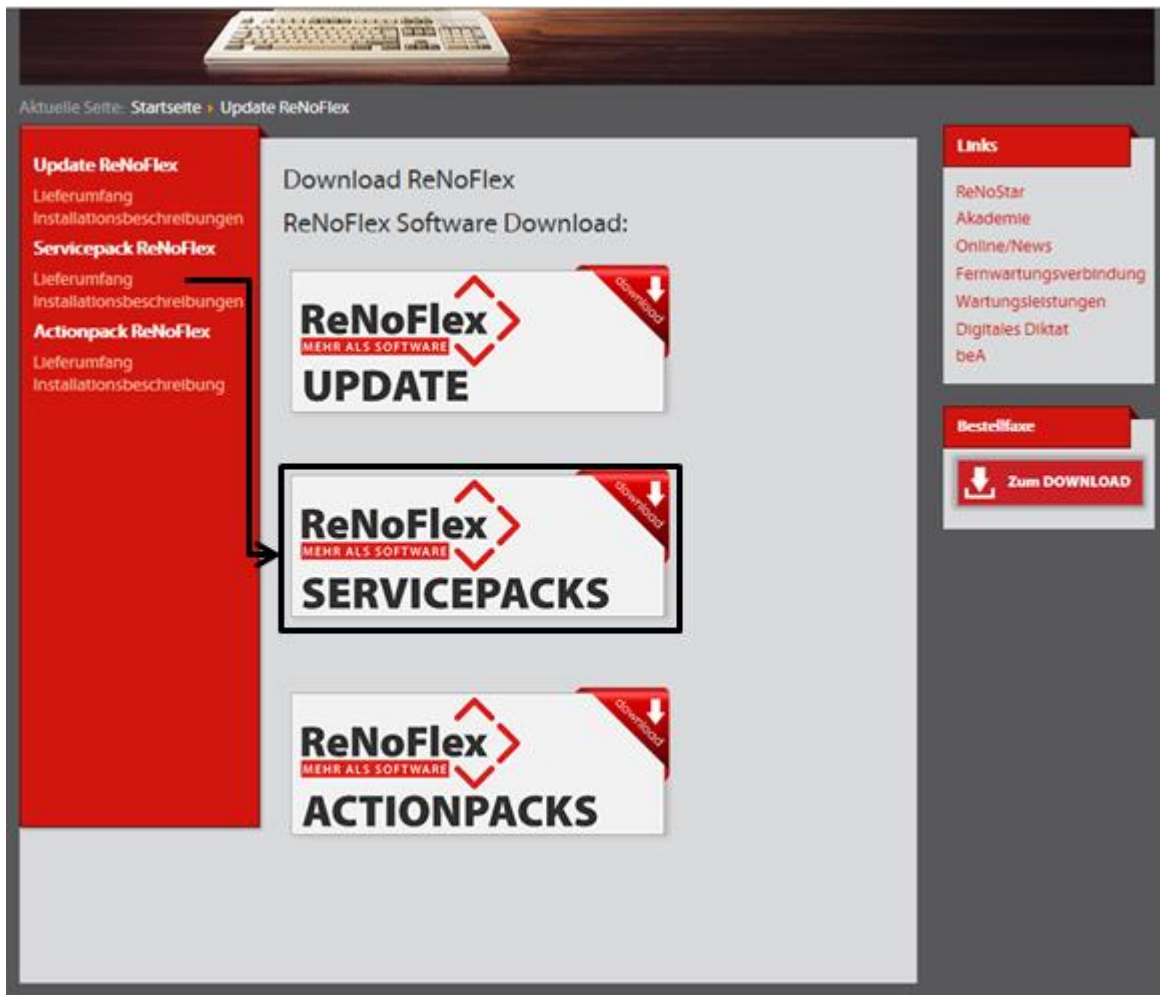 Aktuelle Seite: Startseite › Update ReNoFlex
Update ReNoFlex
Lieferumfang
Installationsbeschreibungen
Servicepack ReNoFlex
Lieferumfang
Installationsbeschreibungen
Actionpack ReNoFlex
Lieferumfang
Installationsbeschreibung
Download ReNoFlex
ReNoFlex Software Download:
ReNoFlex
MEHR ALS SOFTWARE
UPDATE
download
ReNoFlex
MEHR ALS SOFTWARE
SERVICEPACKS
download
ReNoFlex
MEHR ALS SOFTWARE
ACTIONPACKS
download
Links
ReNoStar
Akademie
Online/News
Fernwartungsverbindung
Wartungsleistungen
Digitales Diktat
beA
Bestellfaxe
Zum DOWNLOAD